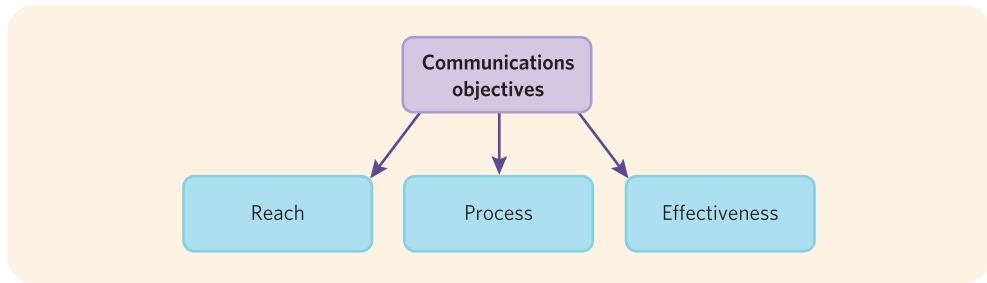 Communications
objectives
Reach
Process
Effectiveness